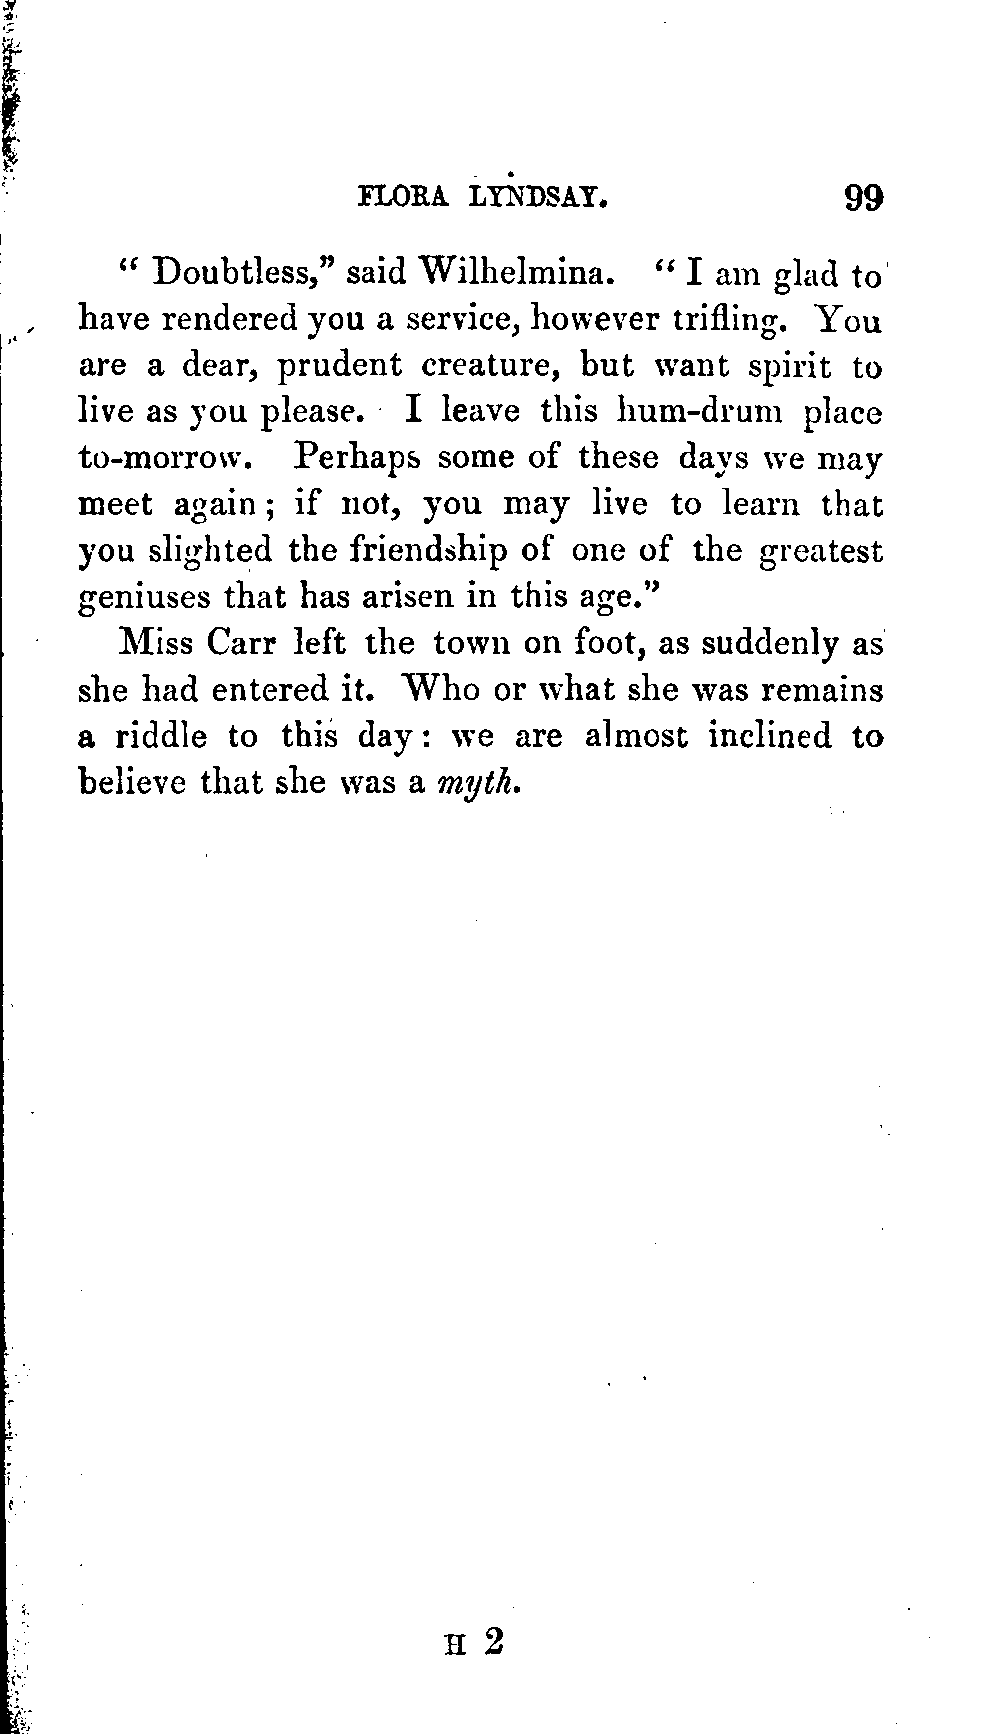 FLORA LYNDSAY. 99
“ Doubtless,” said Wilhelmina. “ I am glad to
have rendered you a service, however trifling. You
are a dear, prudent creature, but want spirit to
live as you please. I leave this hum-drum place
to-morrow. Perhaps some of these days we may
meet again ; if not, you may live to learn that
you slighted the friendship of one of the greatest
geniuses that has arisen in this age.”
Miss Carr left the town on foot, as suddenly as
she had entered it. Who or what she was remains
a riddle to this day : we are almost inclined to
believe that she was a myth.
H 2